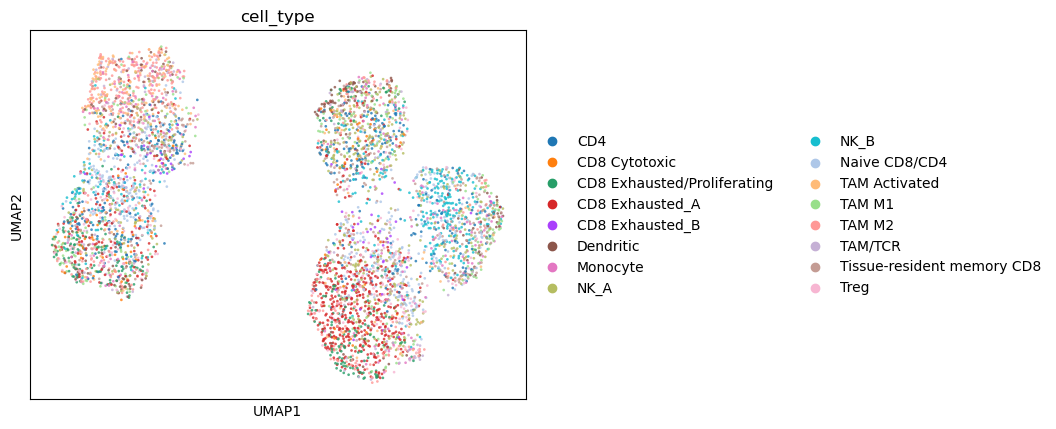 cell_type
UMAP2
UMAP1
CD4
CD8 Cytotoxic
CD8 Exhausted/Proliferating
CD8 Exhausted_A
CD8 Exhausted_B
Dendritic
Monocyte
NK_A
NK_B
Naive CD8/CD4
TAM Activated
TAM M1
TAM M2
TAM/TCR
Tissue-resident memory CD8
Treg